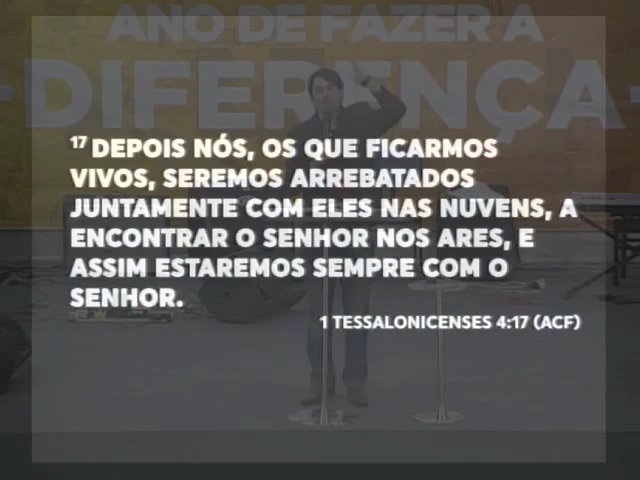 ANO DE FAZER A
DIFERENÇA
17 DEPOIS NÓS, OS QUE FICARMOS
VIVOS, SEREMOS ARREBATADOS
JUNTAMENTE COM ELES NAS NUVENS, A
ENCONTRAR O SENHOR NOS ARES, E
ASSIM ESTAREMOS SEMPRE COM O
SENHOR.
1 TESSALONICENSES 4:17 (ACF)